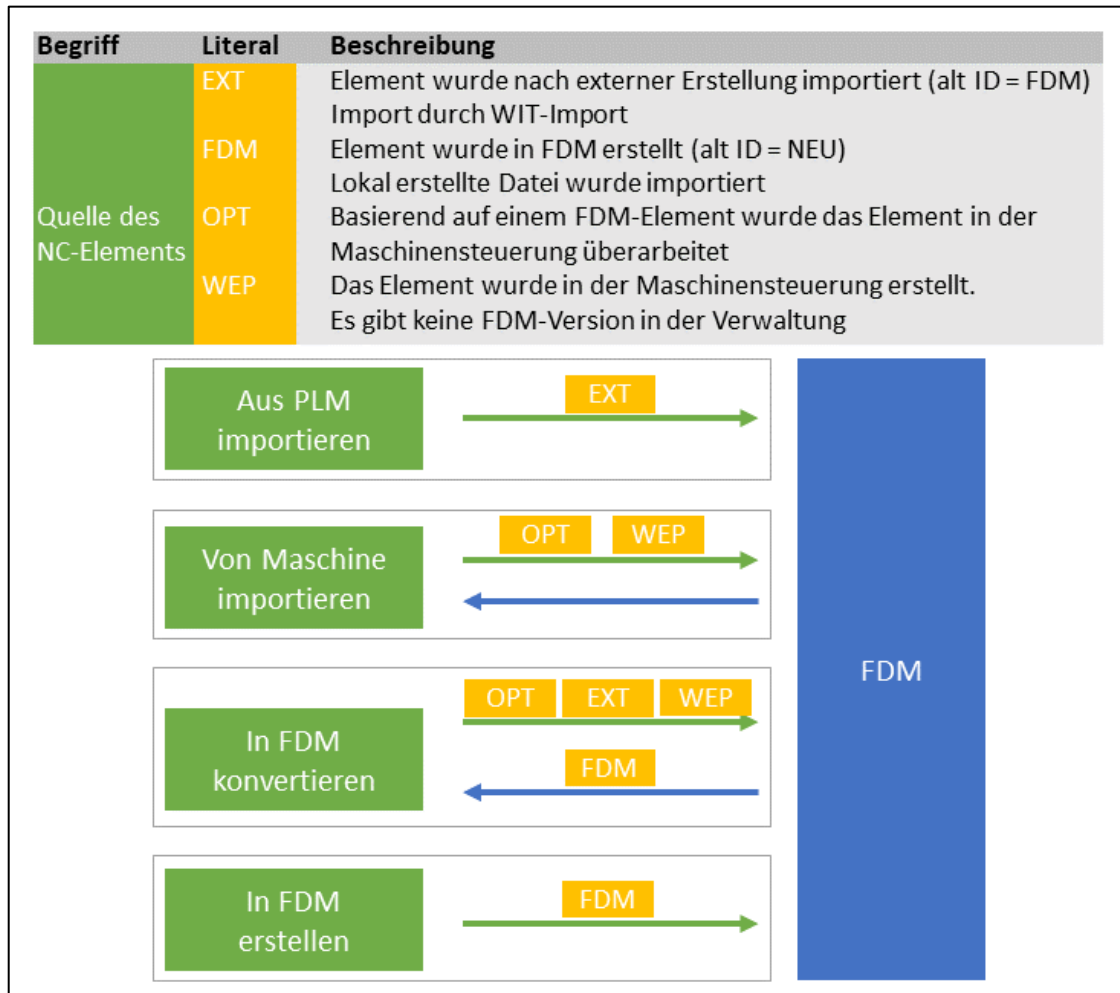 Begriff Literal Beschreibung
EXT Element wurde nach externer Erstellung importiert (alt ID = FDM)
Import durch WIT-Import
FDM Element wurde in FDM erstellt (alt ID = NEU)
Lokal erstellte Datei wurde importiert
Quelle des OPT Basierend auf einem FDM-Element wurde das Element in der
NC-Elements Maschinensteuerung überarbeitet
WEP Das Element wurde in der Maschinensteuerung erstellt.
Es gibt keine FDM-Version in der Verwaltung
Aus PLM
importieren
EXT
Von Maschine
importieren
OPT WEP
In FDM
konvertieren
OPT EXT WEP
FDM
In FDM
erstellen
FDM
FDM